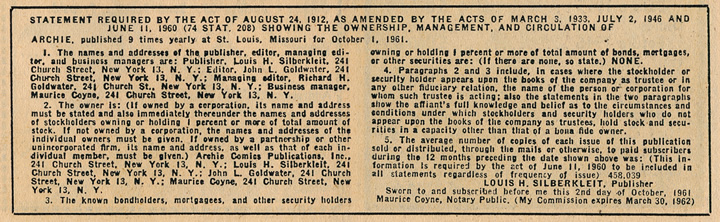 STATEMENT REQUIRED BY THE ACT OF AUGUST 24, 1912, AS AMENDED BY THE ACTS OF MARCH 3, 1933, JULY 2, 1946 AND
JUNE 11, 1960 (74 STAT. 208) SHOWING THE OWNERSHIP, MANAGEMENT, AND CIRCULATION OF
ARCHIE, published 9 times yearly at St. Louis, Missouri for October 1, 1961.
1. The names and addresses of the publisher, editor, managing edi-
tor, and business managers are: Publisher, Louis H. Silberkleit, 241
Church Street, New York 13, N. Y.; Editor, John L. Goldwater, 241
Church Street, New York 13, N. Y.; Managing editor, Richard H.
Goldwater, 241 Church St., New York 13, N. Y.; Business manager,
Maurice Coyne, 241 Church Street, New York 13, N. Y.
2. The owner is: (If owned by a corporation, its name and address
must be stated and also immediately thereunder the names and addresses
of stockholders owning or holding 1 percent or more of total amount of
stock. If not owned by a corporation, the names and addresses of the
individual owners must be given. If owned by a partnership or other
unincorporated firm, its name and address, as well as that of each in-
dividual member, must be given.) Archie Comics Publications, Inc.,
241 Church Street, New York 13, N. Y.; Louis H. Silberkleit, 241
Church Street, New York 13, N. Y.; John L. Goldwater, 241 Church
Street, New York 13, N. Y.; Maurice Coyne, 241 Church Street, New
York 13, N. Y.
3. The known bondholders, mortgagees, and other security holders
owning or holding 1 percent or more of total amount of bonds, mortgages,
or other securities are: (If there are none, so state.) NONE.
4. Paragraphs 2 and 3 include, in cases where the stockholder or
security holder appears upon the books of the company as trustee or in
any other fiduciary relation, the name of the person or corporation for
whom such trustee is acting; also the statements in the two paragraphs
show the affiant's full knowledge and belief as to the circumstances and
conditions under which stockholders and security holders who do not
appear upon the books of the company as trustees, hold stock and secu-
rities in a capacity other than that of a bona fide owner.
5. The average number of copies of each issue of this publication
sold or distributed, through the mails or otherwise, to paid subscribers
during the 12 months preceding the date shown above was: (This in-
formation is required by the act of June 11, 1960 to be included in
all statements regardless of frequency of issue) 458,039
LOUIS H. SILBERKLEIT, Publisher
Sworn to and subscribed before me this 2nd day of October, 1961
Maurice Coyne, Notary Public. (My Commission expires March 30, 1962)